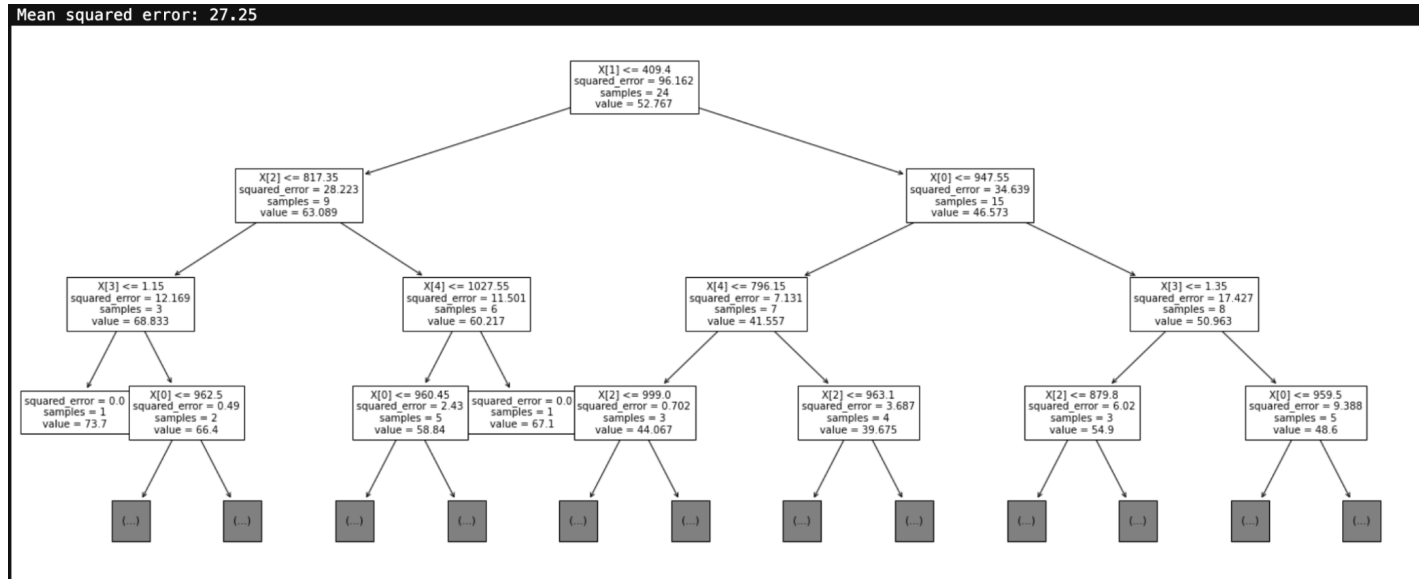 Mean squared error: 27.25
X[1] <= 409.4
squared_error = 96.162
samples = 24
value = 52.767
X[2] <= 817.35
squared_error = 28.223
samples = 9
value = 63.089
X[0] <= 947.55
squared_error = 34.639
samples = 15
value = 46.573
X[3] <= 1.15
squared_error = 12.169
samples = 3
value = 68.833
X[4] <= 1027.55
squared_error = 11.501
samples = 6
value = 60.217
X[4] <= 796.15
squared_error = 7.131
samples = 7
value = 41.557
X[3] <= 1.35
squared_error = 17.427
samples = 8
value = 50.963
squared_error = 0.0
samples = 1
value = 73.7
X[0] <= 962.5
squared_error = 0.49
samples = 2
value = 66.4
X[0] <= 960.45
squared_error = 2.43
samples = 5
value = 58.84
squared_error = 0.0
samples = 1
value = 67.1
X[2] <= 999.0
squared_error = 0.702
samples = 3
value = 44.067
X[2] <= 963.1
squared_error = 3.687
samples = 4
value = 39.675
X[2] <= 879.8
squared_error = 6.02
samples = 3
value = 54.9
X[0] <= 959.5
squared_error = 9.388
samples = 5
value = 48.6
(...)
(...)
(...)
(...)
(...)
(...)
(...)
(...)
(...)
(...)
(...)
(...)